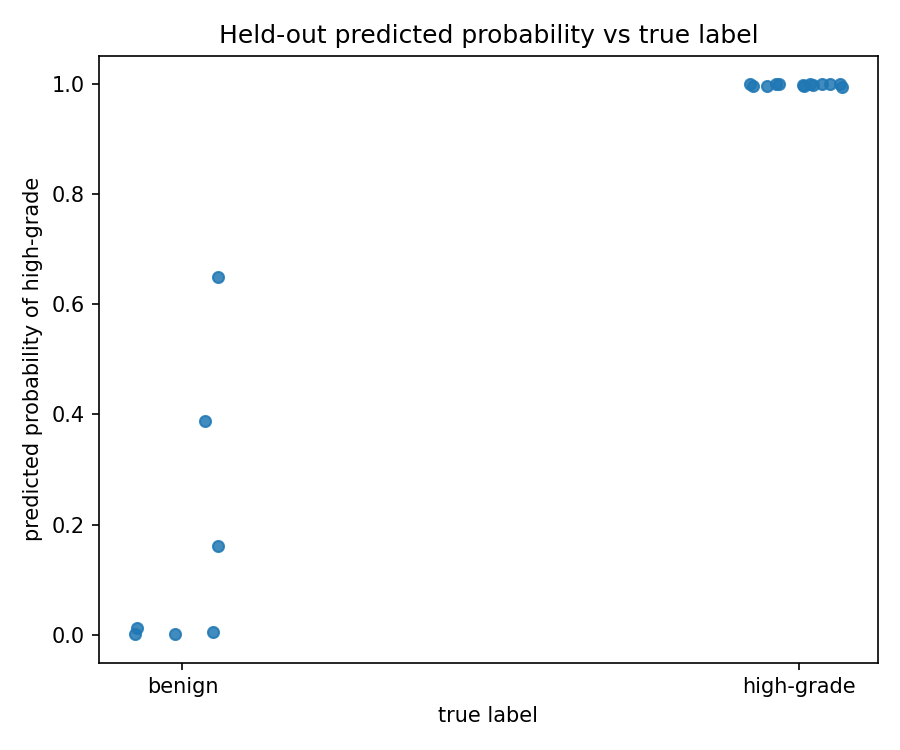 Held-out predicted probability vs true label
predicted probability of high-grade
1.0
0.8
0.6
0.4
0.2
0.0
benign
high-grade
true label